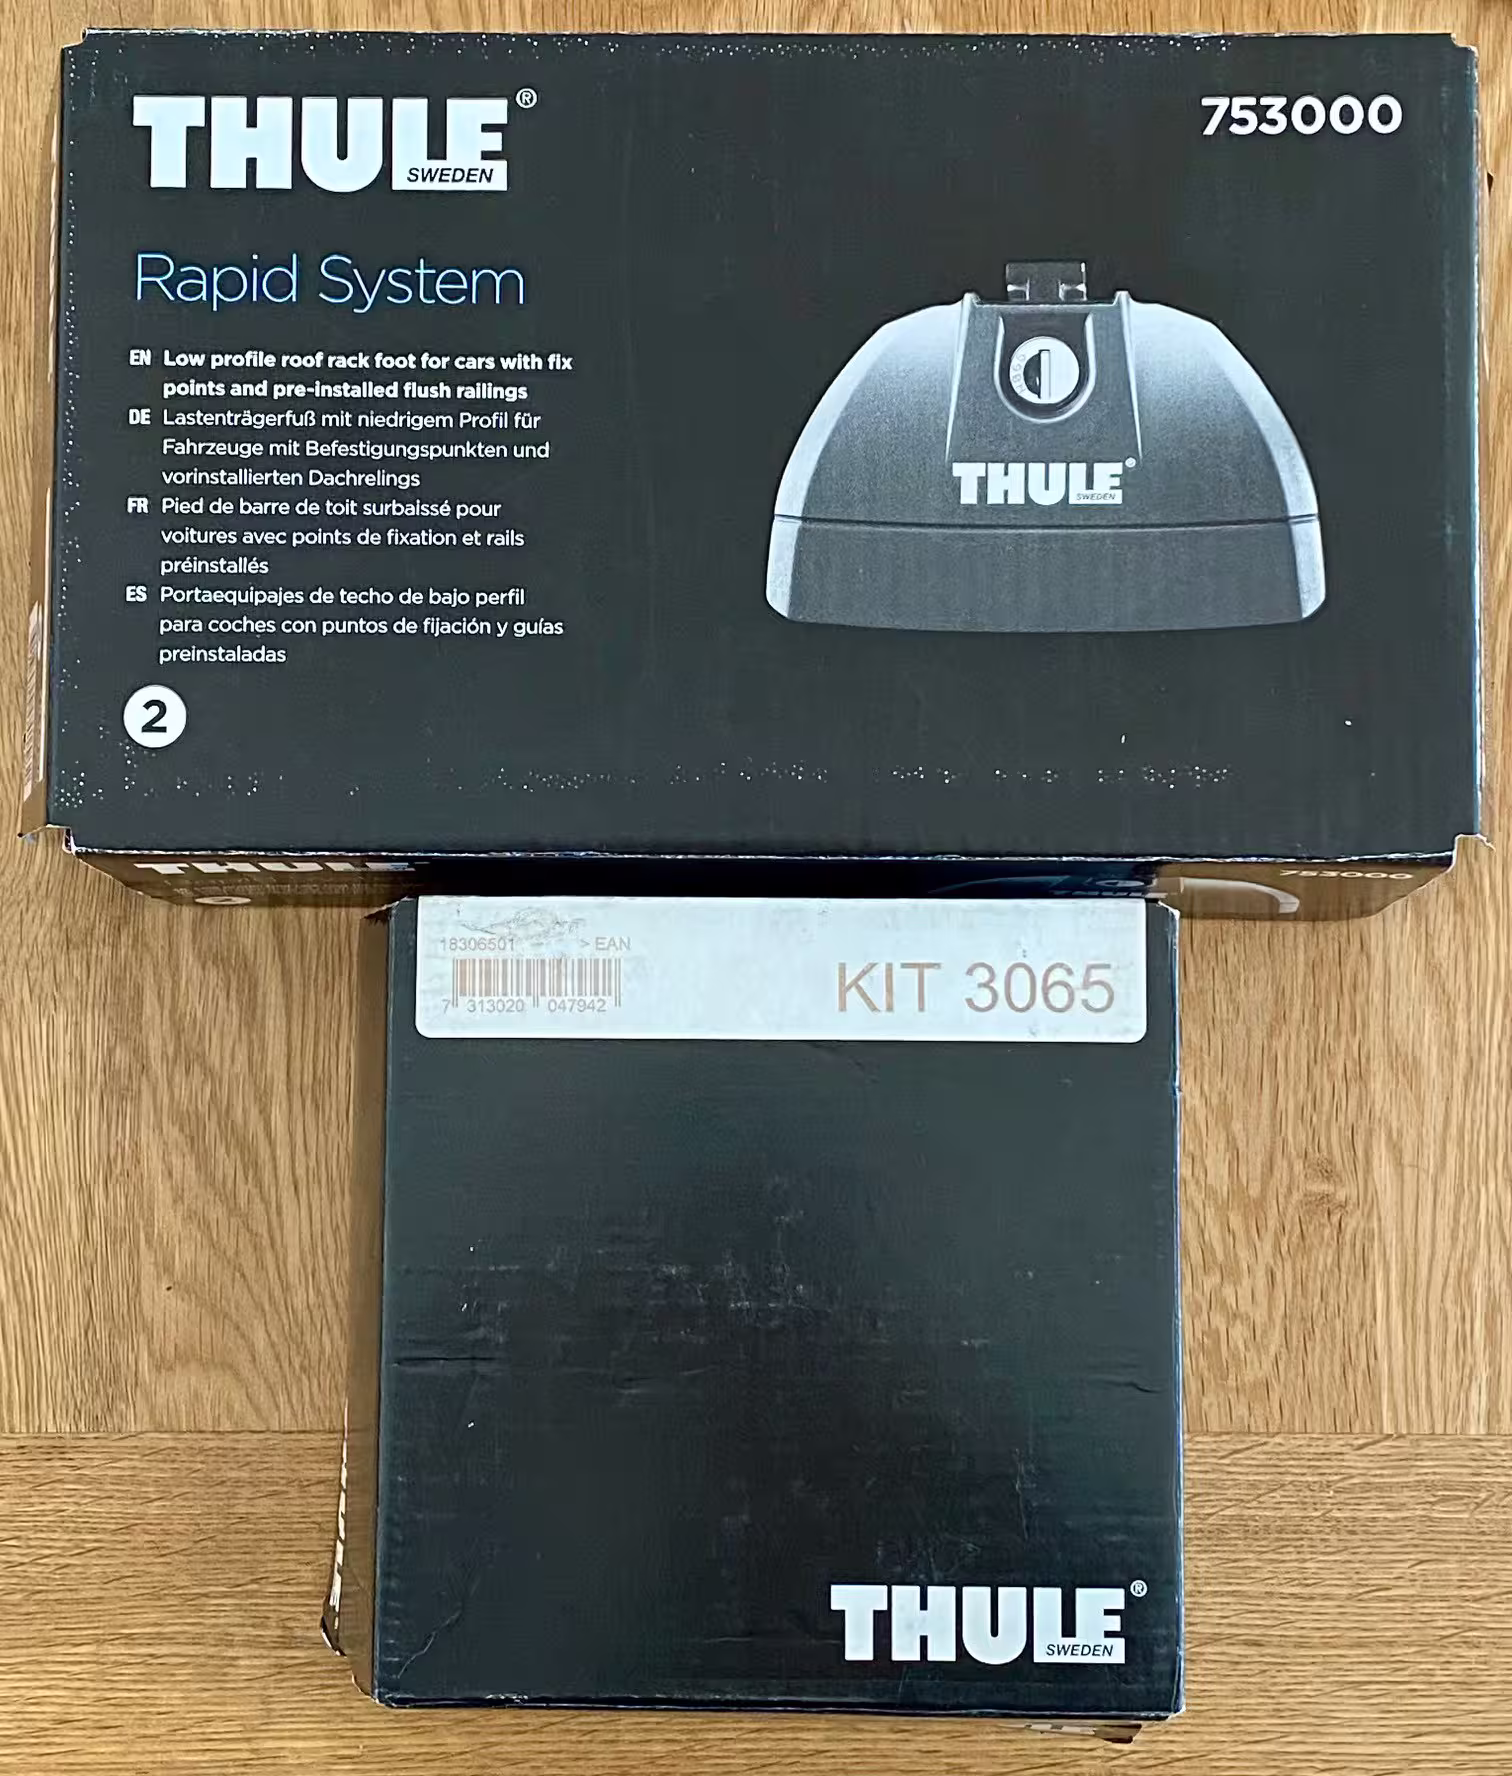 THULE®
SWEDEN
753000
Rapid System
EN Low profile roof rack foot for cars with fix
points and pre-installed flush railings
DE Lastenträgerfuß mit niedrigem Profil für
Fahrzeuge mit Befestigungspunkten und
vorinstallierten Dachrelings
FR Pied de barre de toit surbaissé pour
voitures avec points de fixation et rails
préinstallés
ES Portaequipajes de techo de bajo perfil
para coches con puntos de fijación y guías
preinstaladas
2
THULE®
SWEDEN
THULE
753000
18306501 > EAN
7 313020 047942
KIT 3065
THULE®
SWEDEN